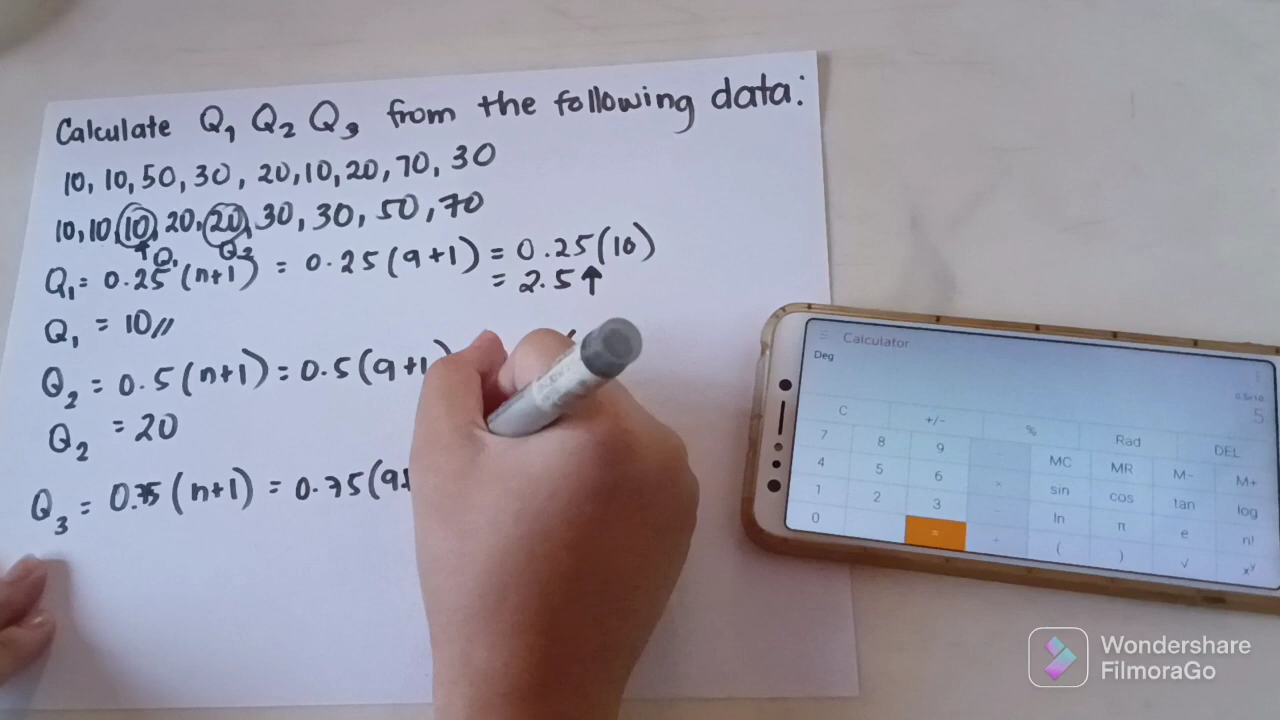 Calculate Q1 Q2 Q3 from the following data:
10, 10, 50, 30, 20, 10, 20, 70, 30
10, 10, 10, 20, 20, 30, 30, 50, 70
Q1 Q2
Q1 = 0.25 (n+1) = 0.25 (9+1) = 0.25 (10)
= 2.5↑
Q1 = 10//
Q2 = 0.5 (n+1) = 0.5 (9+1)
Q2 = 20
Q3 = 0.75 (n+1) = 0.75 (9+
Calculator
Deg
0.5x10
5
C +/- % Rad DEL
7 8 9 MC MR M- M+
4 5 6 × sin cos tan log
1 2 3 - ln π e n!
0 = + ( ) √ xʸ
Wondershare
FilmoraGo